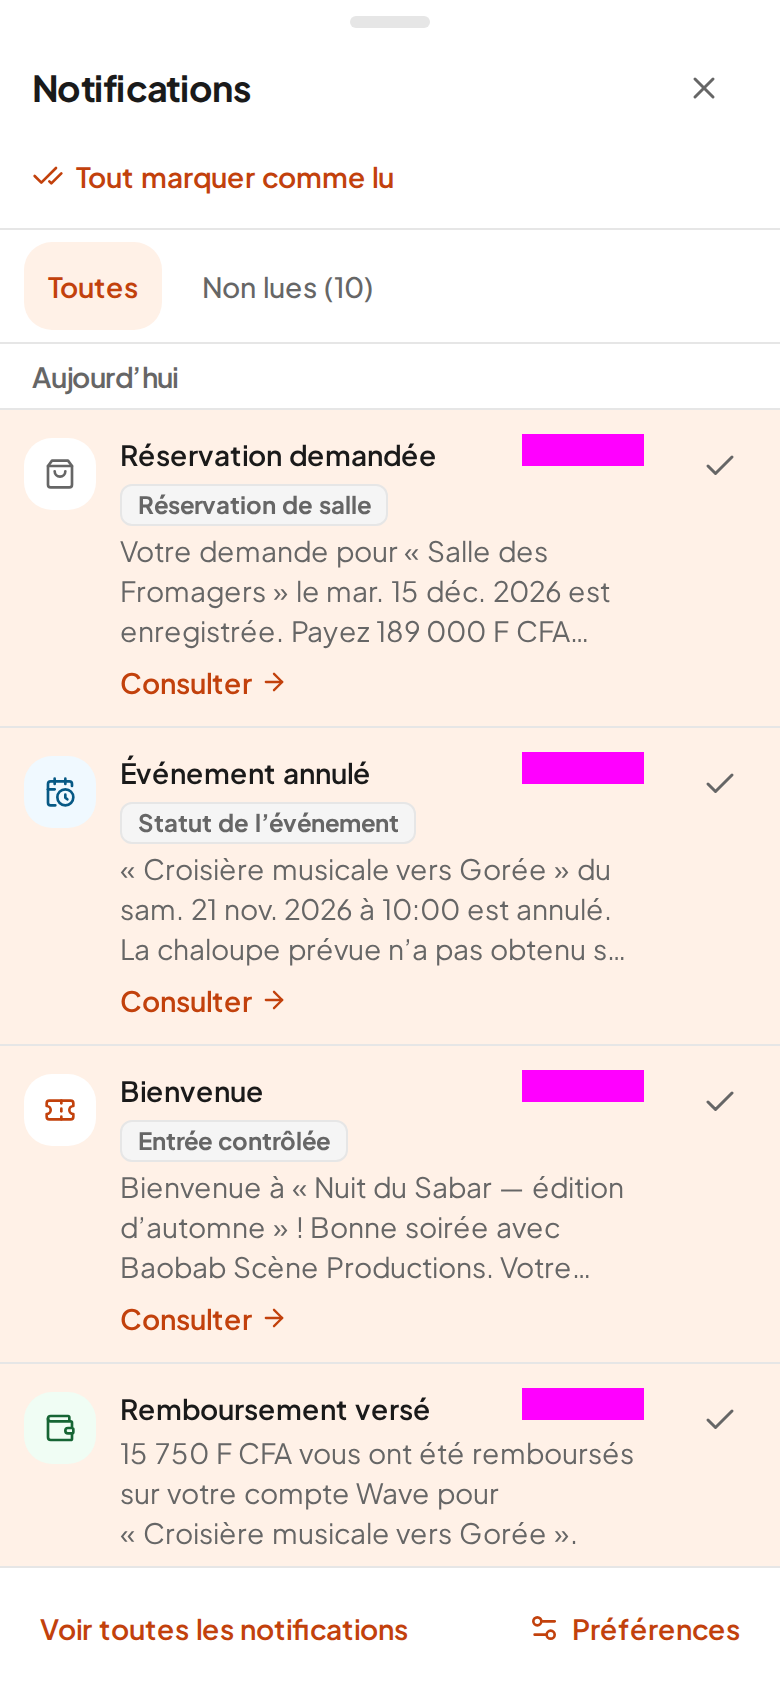 Notifications
Tout marquer comme lu
Toutes
Non lues (10)
Aujourd’hui
Réservation demandée
Réservation de salle
Votre demande pour « Salle des
Fromagers » le mar. 15 déc. 2026 est
enregistrée. Payez 189 000 F CFA…
Consulter →
Événement annulé
Statut de l’événement
« Croisière musicale vers Gorée » du
sam. 21 nov. 2026 à 10:00 est annulé.
La chaloupe prévue n’a pas obtenu s…
Consulter →
Bienvenue
Entrée contrôlée
Bienvenue à « Nuit du Sabar — édition
d’automne » ! Bonne soirée avec
Baobab Scène Productions. Votre…
Consulter →
Remboursement versé
15 750 F CFA vous ont été remboursés
sur votre compte Wave pour
« Croisière musicale vers Gorée ».
Voir toutes les notifications
Préférences